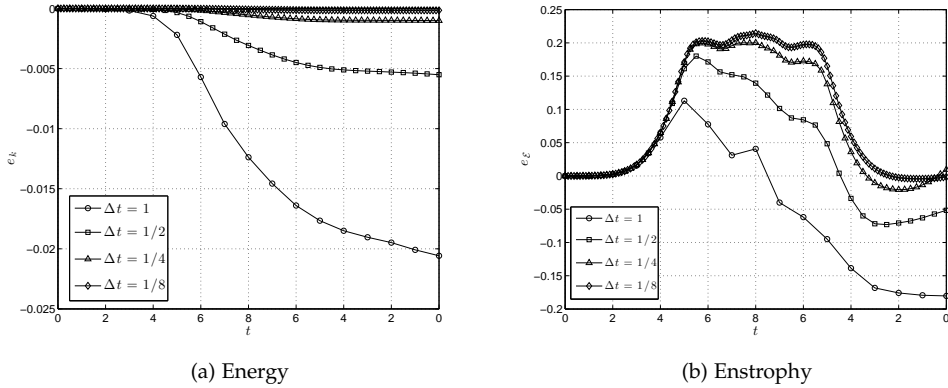 0
−0.005
−0.01
−0.015
−0.02
−0.025
e_k
Δt = 1
Δt = 1/2
Δt = 1/4
Δt = 1/8
0 2 4 6 8 6 4 2 0
t
(a) Energy
0.25
0.2
0.15
0.1
0.05
0
−0.05
−0.1
−0.15
−0.2
e_ℰ
Δt = 1
Δt = 1/2
Δt = 1/4
Δt = 1/8
0 2 4 6 8 6 4 2 0
t
(b) Enstrophy